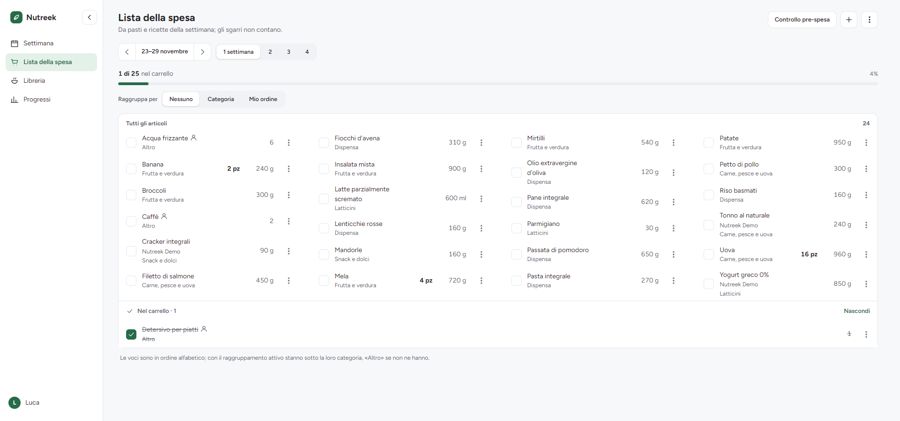 Nutreek
Settimana
Lista della spesa
Libreria
Progressi
L Luca
Lista della spesa
Da pasti e ricette della settimana; gli sgarri non contano.
Controllo pre-spesa
23–29 novembre
1 settimana 2 3 4
1 di 25 nel carrello
4%
Raggruppa per Nessuno Categoria Mio ordine
Tutti gli articoli 24
Acqua frizzante 6
Altro
Banana 2 pz 240 g
Frutta e verdura
Broccoli 300 g
Frutta e verdura
Caffè 2
Altro
Cracker integrali 90 g
Nutreek Demo
Snack e dolci
Filetto di salmone 450 g
Carne, pesce e uova
Fiocchi d'avena 310 g
Dispensa
Insalata mista 900 g
Frutta e verdura
Latte parzialmente
scremato 600 ml
Latticini
Lenticchie rosse 160 g
Dispensa
Mandorle 160 g
Snack e dolci
Mela 4 pz 720 g
Frutta e verdura
Mirtilli 540 g
Frutta e verdura
Olio extravergine
d'oliva 120 g
Dispensa
Pane integrale 620 g
Dispensa
Parmigiano 30 g
Latticini
Passata di pomodoro 650 g
Dispensa
Pasta integrale 270 g
Dispensa
Patate 950 g
Frutta e verdura
Petto di pollo 300 g
Carne, pesce e uova
Riso basmati 160 g
Dispensa
Tonno al naturale 240 g
Nutreek Demo
Carne, pesce e uova
Uova 16 pz 960 g
Carne, pesce e uova
Yogurt greco 0% 850 g
Nutreek Demo
Latticini
Nel carrello · 1 Nascondi
Detersivo per piatti 1
Altro
Le voci sono in ordine alfabetico; con il raggruppamento attivo stanno sotto la loro categoria, «Altro» se non ne hanno.